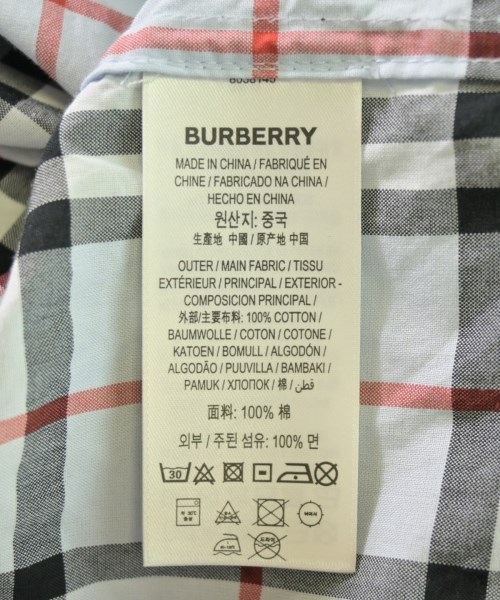 BURBERRY
MADE IN CHINA / FABRIQUÉ EN
CHINE / FABRICADO NA CHINA /
HECHO EN CHINA
원산지: 중국
生產地 中國 / 原产地 中国
OUTER / MAIN FABRIC / TISSU
EXTÉRIEUR / PRINCIPAL / EXTERIOR -
COMPOSICION PRINCIPAL /
外部/主要布料: 100% COTTON /
BAUMWOLLE / COTON / COTONE /
KATOEN / BOMULL / ALGODÓN /
ALGODÃO / PUUVILLA / BAMBAKI /
PAMUK / ХЛОПОК / 棉 / قطن /
面料: 100% 棉
외부 / 주된 섬유: 100% 면
30